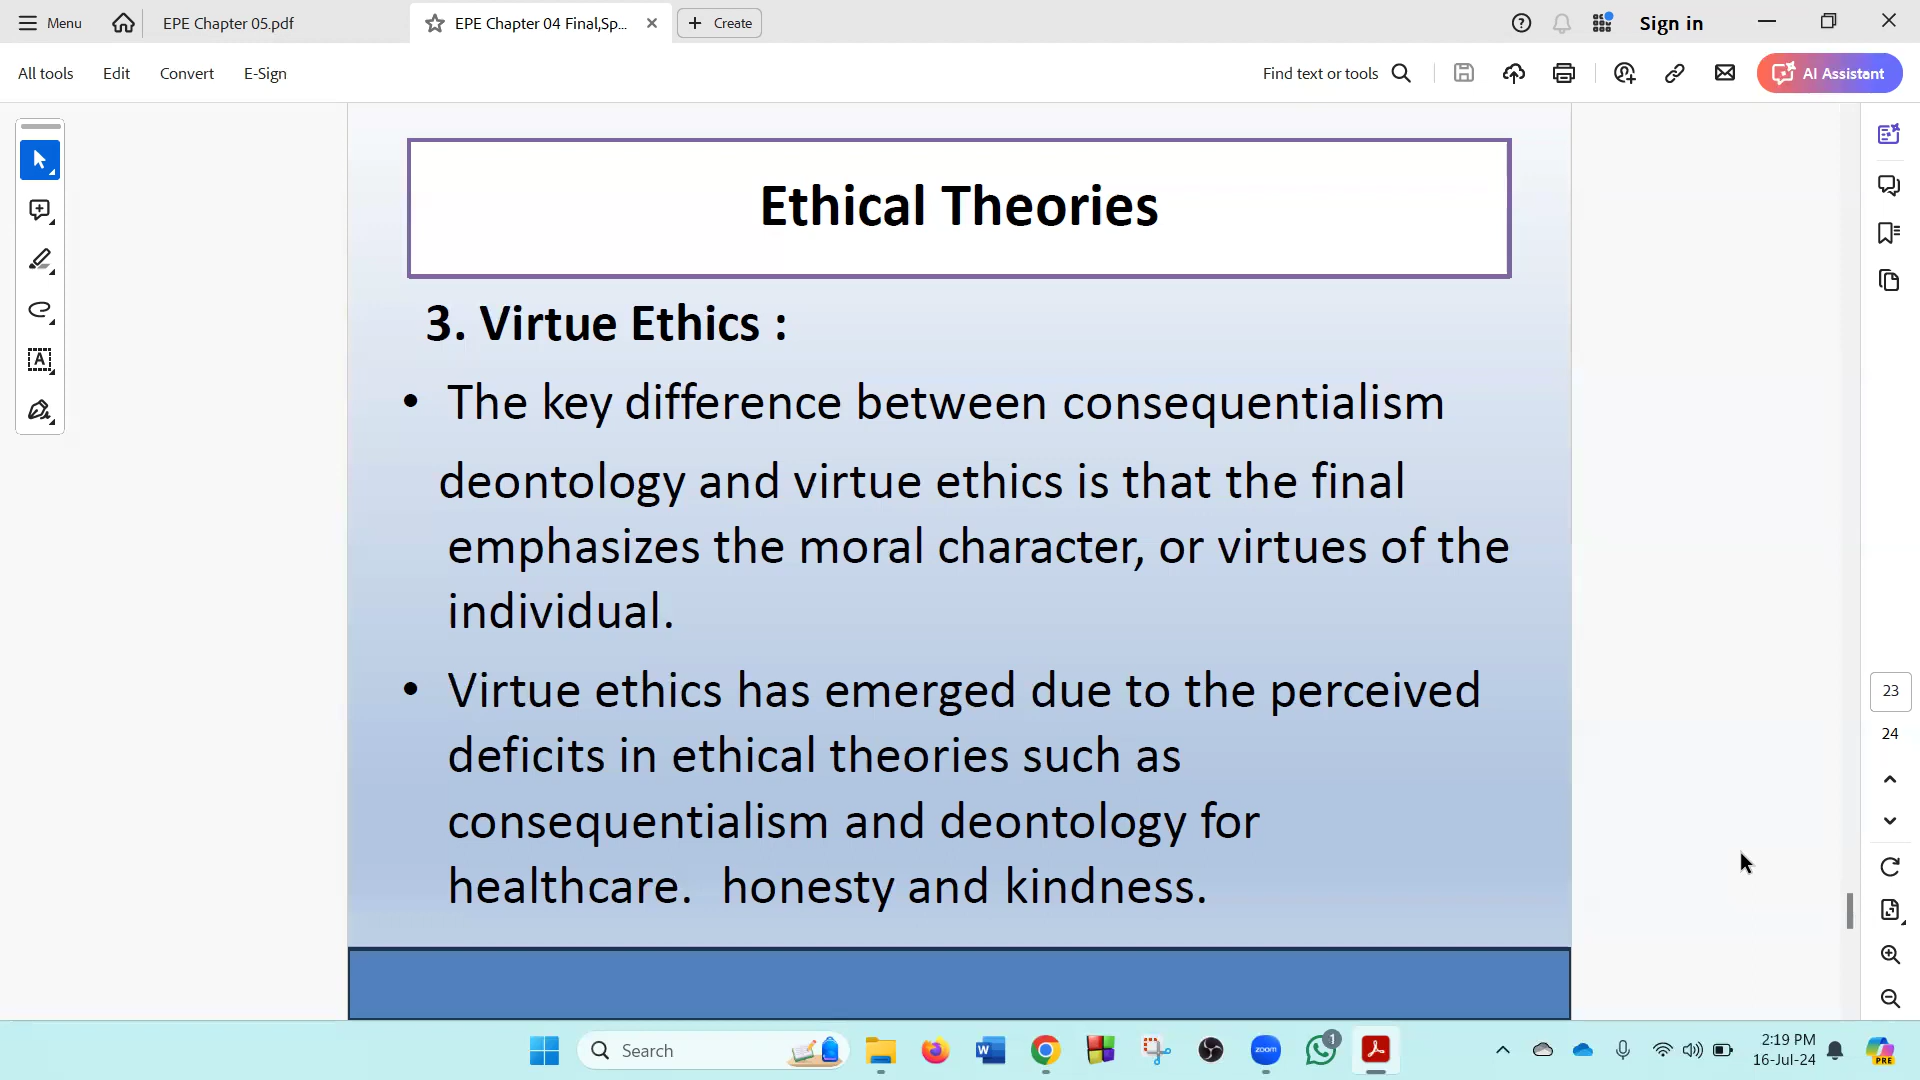 Menu
EPE Chapter 05.pdf
EPE Chapter 04 Final,Sp...
Create
Sign in
All tools
Edit
Convert
E-Sign
Find text or tools
AI Assistant
Ethical Theories
3. Virtue Ethics :
• The key difference between consequentialism
deontology and virtue ethics is that the final
emphasizes the moral character, or virtues of the
individual.
• Virtue ethics has emerged due to the perceived
deficits in ethical theories such as
consequentialism and deontology for
healthcare. honesty and kindness.
23
24
Search
zoom
1
2:19 PM
16-Jul-24
PRE